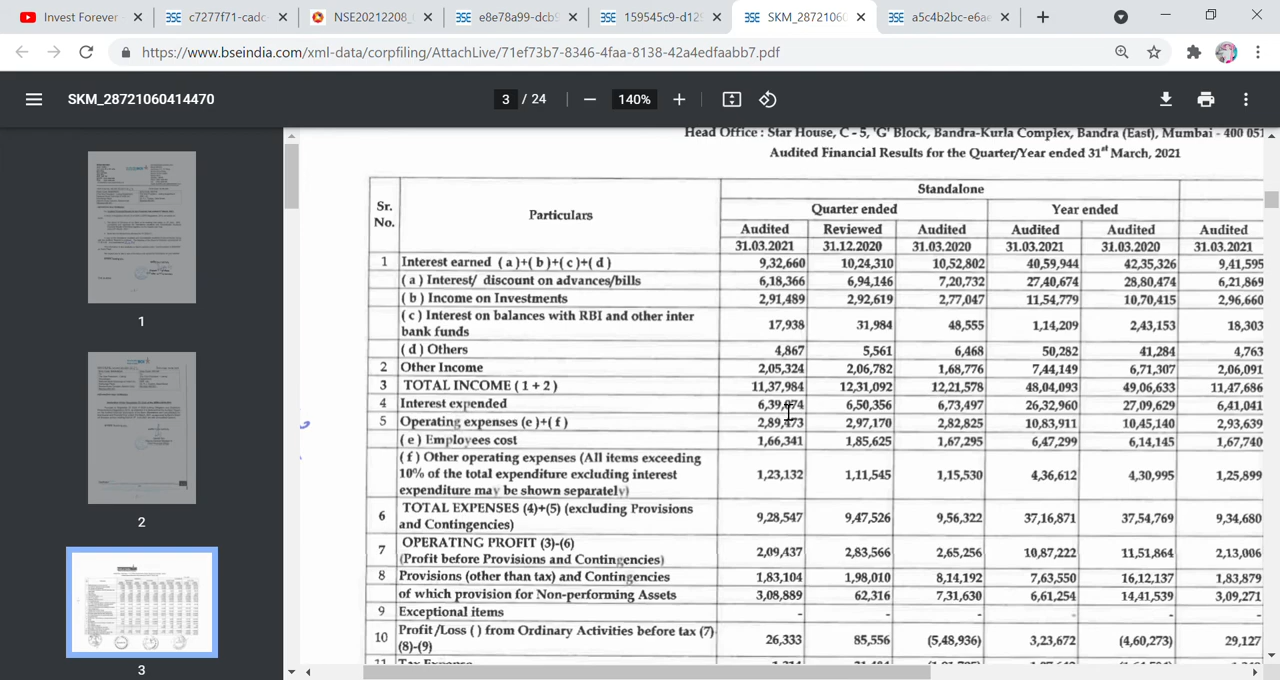 Invest Forever
c7277f71-cadc
NSE20212208_
e8e78a99-dcb9
159545c9-d129
SKM_2872106(
a5c4b2bc-e6ae
https://www.bseindia.com/xml-data/corpfiling/AttachLive/71ef73b7-8346-4faa-8138-42a4edfaabb7.pdf
SKM_28721060414470
3 / 24
140%
1
2
3
Head Office : Star House, C - 5, 'G' Block, Bandra-Kurla Complex, Bandra (East), Mumbai - 400 051
Audited Financial Results for the Quarter/Year ended 31st March, 2021
Sr. No. Particulars Standalone
Quarter ended Year ended
Audited Reviewed Audited Audited Audited Audited
31.03.2021 31.12.2020 31.03.2020 31.03.2021 31.03.2020 31.03.2021
1 Interest earned (a)+(b)+(c)+(d) 9,32,660 10,24,310 10,52,802 40,59,944 42,35,326 9,41,595
(a) Interest/ discount on advances/bills 6,18,366 6,94,146 7,20,732 27,40,674 28,80,474 6,21,869
(b) Income on Investments 2,91,489 2,92,619 2,77,047 11,54,779 10,70,415 2,96,660
(c) Interest on balances with RBI and other inter
bank funds 17,938 31,984 48,555 1,14,209 2,43,153 18,303
(d) Others 4,867 5,561 6,468 50,282 41,284 4,763
2 Other Income 2,05,324 2,06,782 1,68,776 7,44,149 6,71,307 2,06,091
3 TOTAL INCOME (1 + 2) 11,37,984 12,31,092 12,21,578 48,04,093 49,06,633 11,47,686
4 Interest expended 6,39,074 6,50,356 6,73,497 26,32,960 27,09,629 6,41,041
5 Operating expenses (e)+(f) 2,89,473 2,97,170 2,82,825 10,83,911 10,45,140 2,93,639
(e) Employees cost 1,66,341 1,85,625 1,67,295 6,47,299 6,14,145 1,67,740
(f) Other operating expenses (All items exceeding
10% of the total expenditure excluding interest
expenditure may be shown separately) 1,23,132 1,11,545 1,15,530 4,36,612 4,30,995 1,25,899
6 TOTAL EXPENSES (4)+(5) (excluding Provisions
and Contingencies) 9,28,547 9,47,526 9,56,322 37,16,871 37,54,769 9,34,680
7 OPERATING PROFIT (3)-(6)
(Profit before Provisions and Contingencies) 2,09,437 2,83,566 2,65,256 10,87,222 11,51,864 2,13,006
8 Provisions (other than tax) and Contingencies 1,83,104 1,98,010 8,14,192 7,63,550 16,12,137 1,83,879
of which provision for Non-performing Assets 3,08,889 62,316 7,31,630 6,61,254 14,41,539 3,09,271
9 Exceptional items - - - - - -
10 Profit/Loss () from Ordinary Activities before tax (7)-
(8)-(9) 26,333 85,556 (5,48,936) 3,23,672 (4,60,273) 29,127
11 Tax Expense